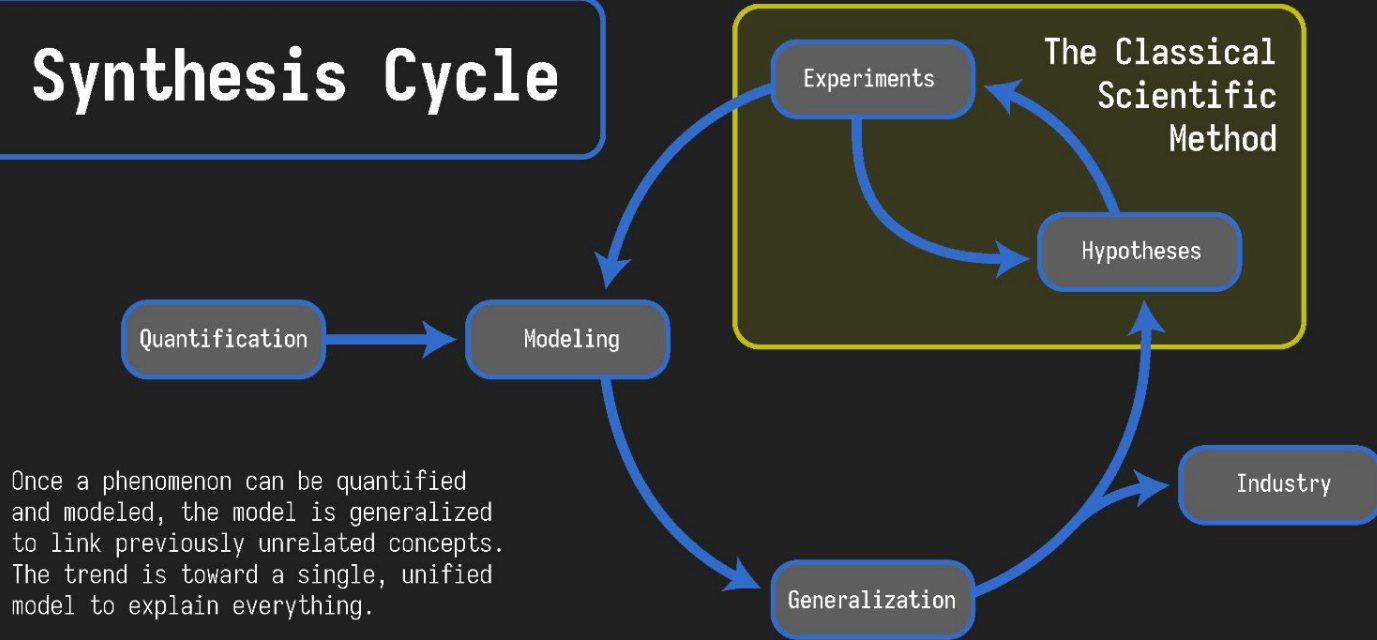 Synthesis Cycle
The Classical
Scientific
Method
Experiments
Hypotheses
Quantification
Modeling
Industry
Generalization
Once a phenomenon can be quantified
and modeled, the model is generalized
to link previously unrelated concepts.
The trend is toward a single, unified
model to explain everything.